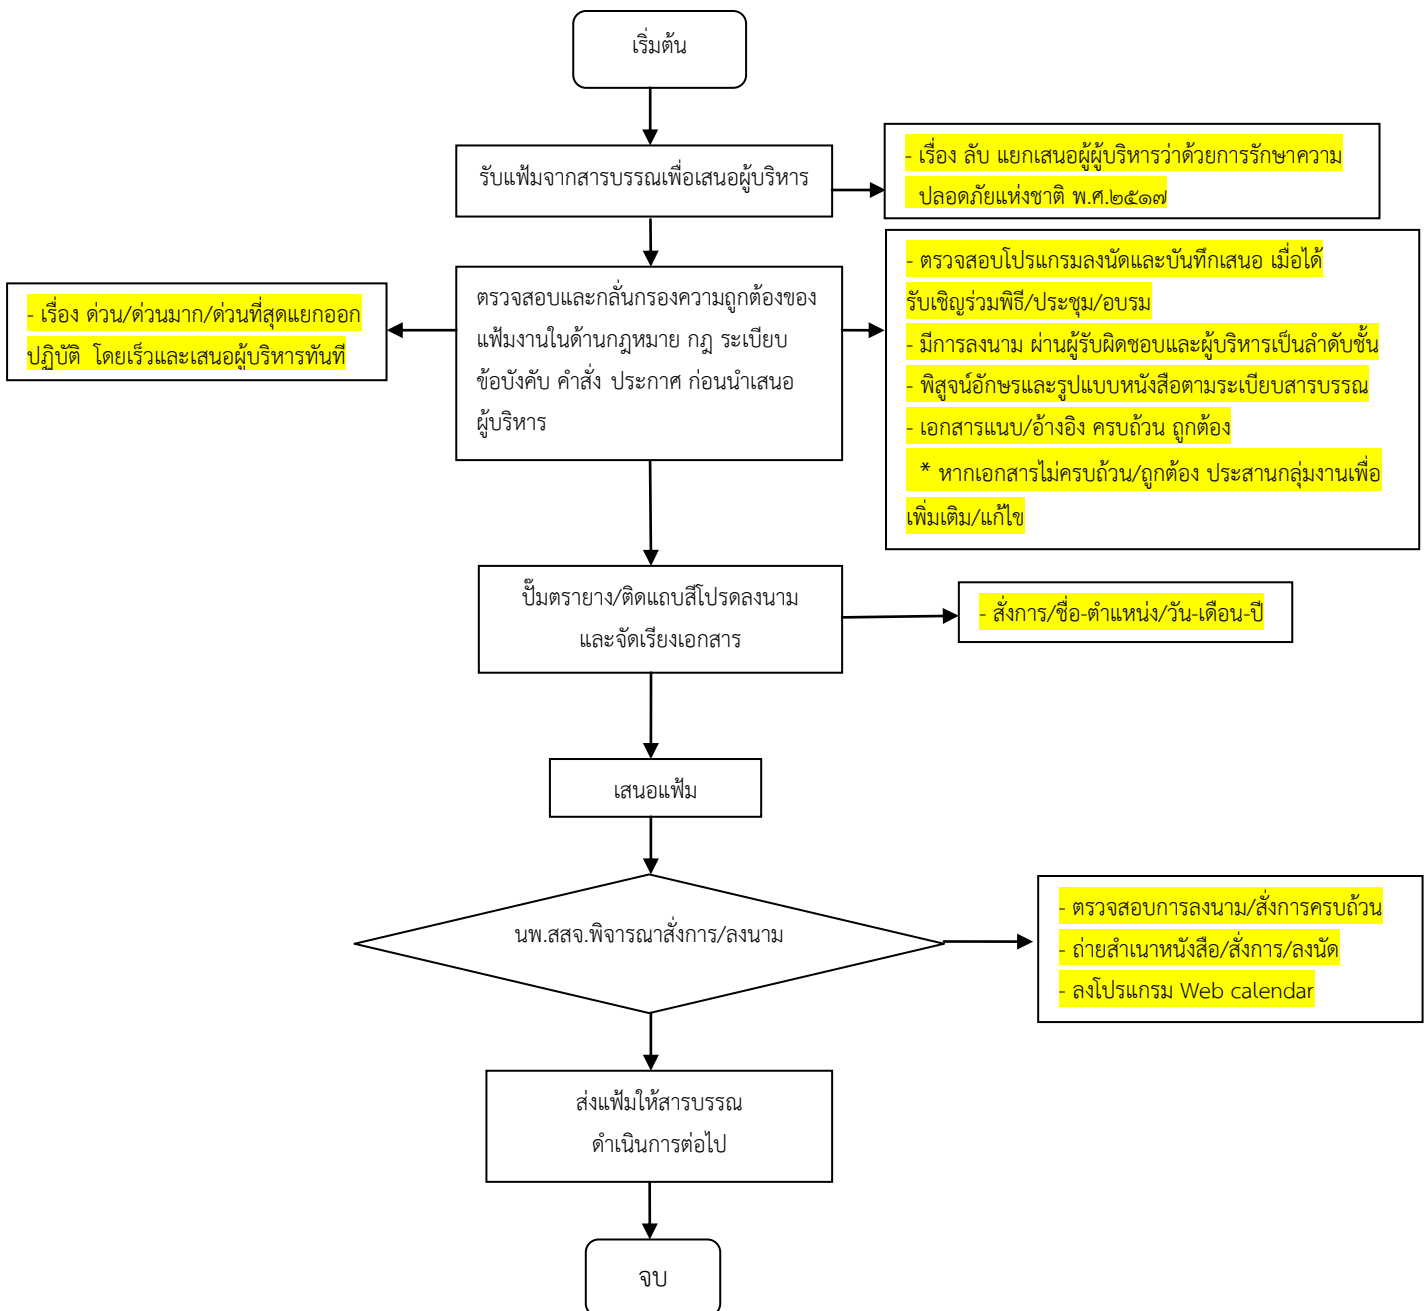 เริ่มต้น
รับแฟ้มจากสารบรรณเพื่อเสนอผู้บริหาร
- เรื่อง ลับ แยกเสนอผู้ผู้บริหารว่าด้วยการรักษาความ
ปลอดภัยแห่งชาติ พ.ศ.๒๕๑๗
- เรื่อง ด่วน/ด่วนมาก/ด่วนที่สุดแยกออก
ปฏิบัติ โดยเร็วและเสนอผู้บริหารทันที
ตรวจสอบและกลั่นกรองความถูกต้องของ
แฟ้มงานในด้านกฎหมาย กฎ ระเบียบ
ข้อบังคับ คำสั่ง ประกาศ ก่อนนำเสนอ
ผู้บริหาร
- ตรวจสอบโปรแกรมลงนัดและบันทึกเสนอ เมื่อได้
รับเชิญร่วมพิธี/ประชุม/อบรม
- มีการลงนาม ผ่านผู้รับผิดชอบและผู้บริหารเป็นลำดับชั้น
- พิสูจน์อักษรและรูปแบบหนังสือตามระเบียบสารบรรณ
- เอกสารแนบ/อ้างอิง ครบถ้วน ถูกต้อง
* หากเอกสารไม่ครบถ้วน/ถูกต้อง ประสานกลุ่มงานเพื่อ
เพิ่มเติม/แก้ไข
ปั๊มตรายาง/ติดแถบสีโปรดลงนาม
และจัดเรียงเอกสาร
- สั่งการ/ชื่อ-ตำแหน่ง/วัน-เดือน-ปี
เสนอแฟ้ม
นพ.สสจ.พิจารณาสั่งการ/ลงนาม
- ตรวจสอบการลงนาม/สั่งการครบถ้วน
- ถ่ายสำเนาหนังสือ/สั่งการ/ลงนัด
- ลงโปรแกรม Web calendar
ส่งแฟ้มให้สารบรรณ
ดำเนินการต่อไป
จบ